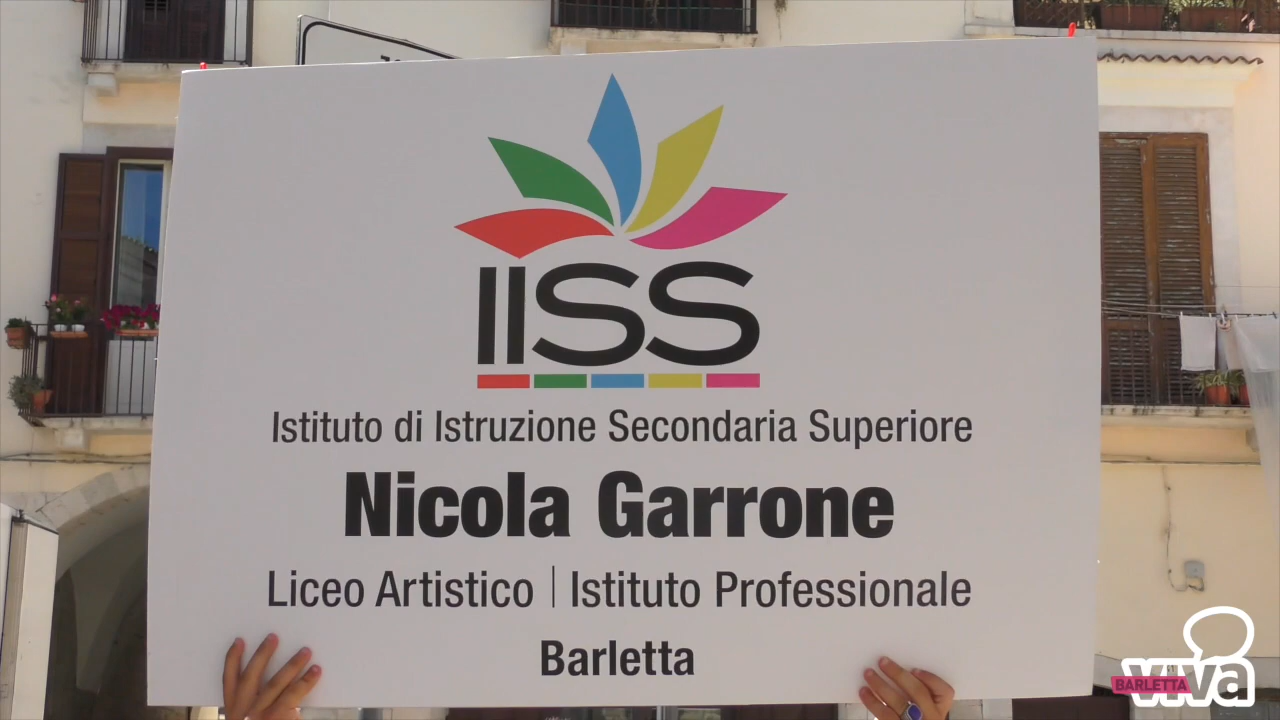 IISS
Istituto di Istruzione Secondaria Superiore
Nicola Garrone
Liceo Artistico | Istituto Professionale
Barletta
viva
BARLETTA